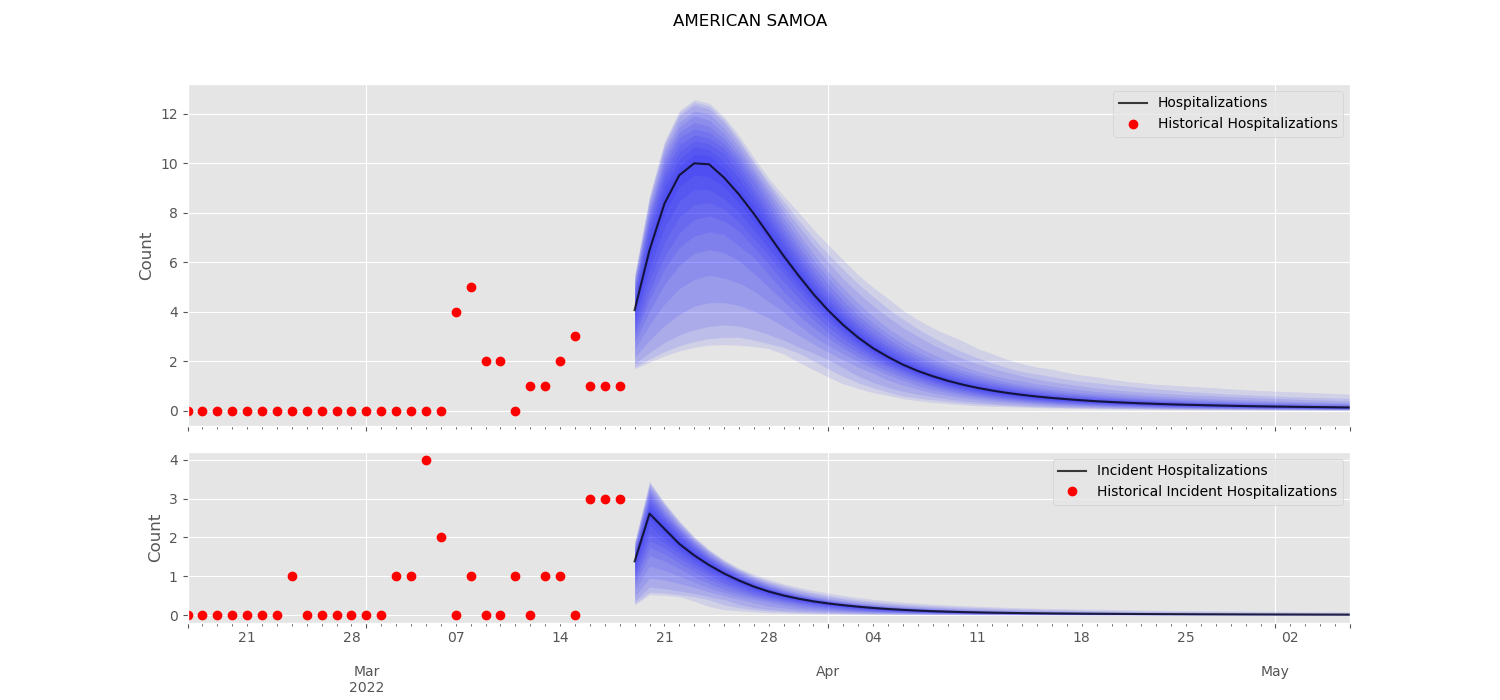 AMERICAN SAMOA
Hospitalizations
Historical Hospitalizations
12
10
8
6
4
2
0
Count
Incident Hospitalizations
Historical Incident Hospitalizations
4
3
2
1
0
Count
21 28 07 14 21 28 04 11 18 25 02
Mar Apr May
2022